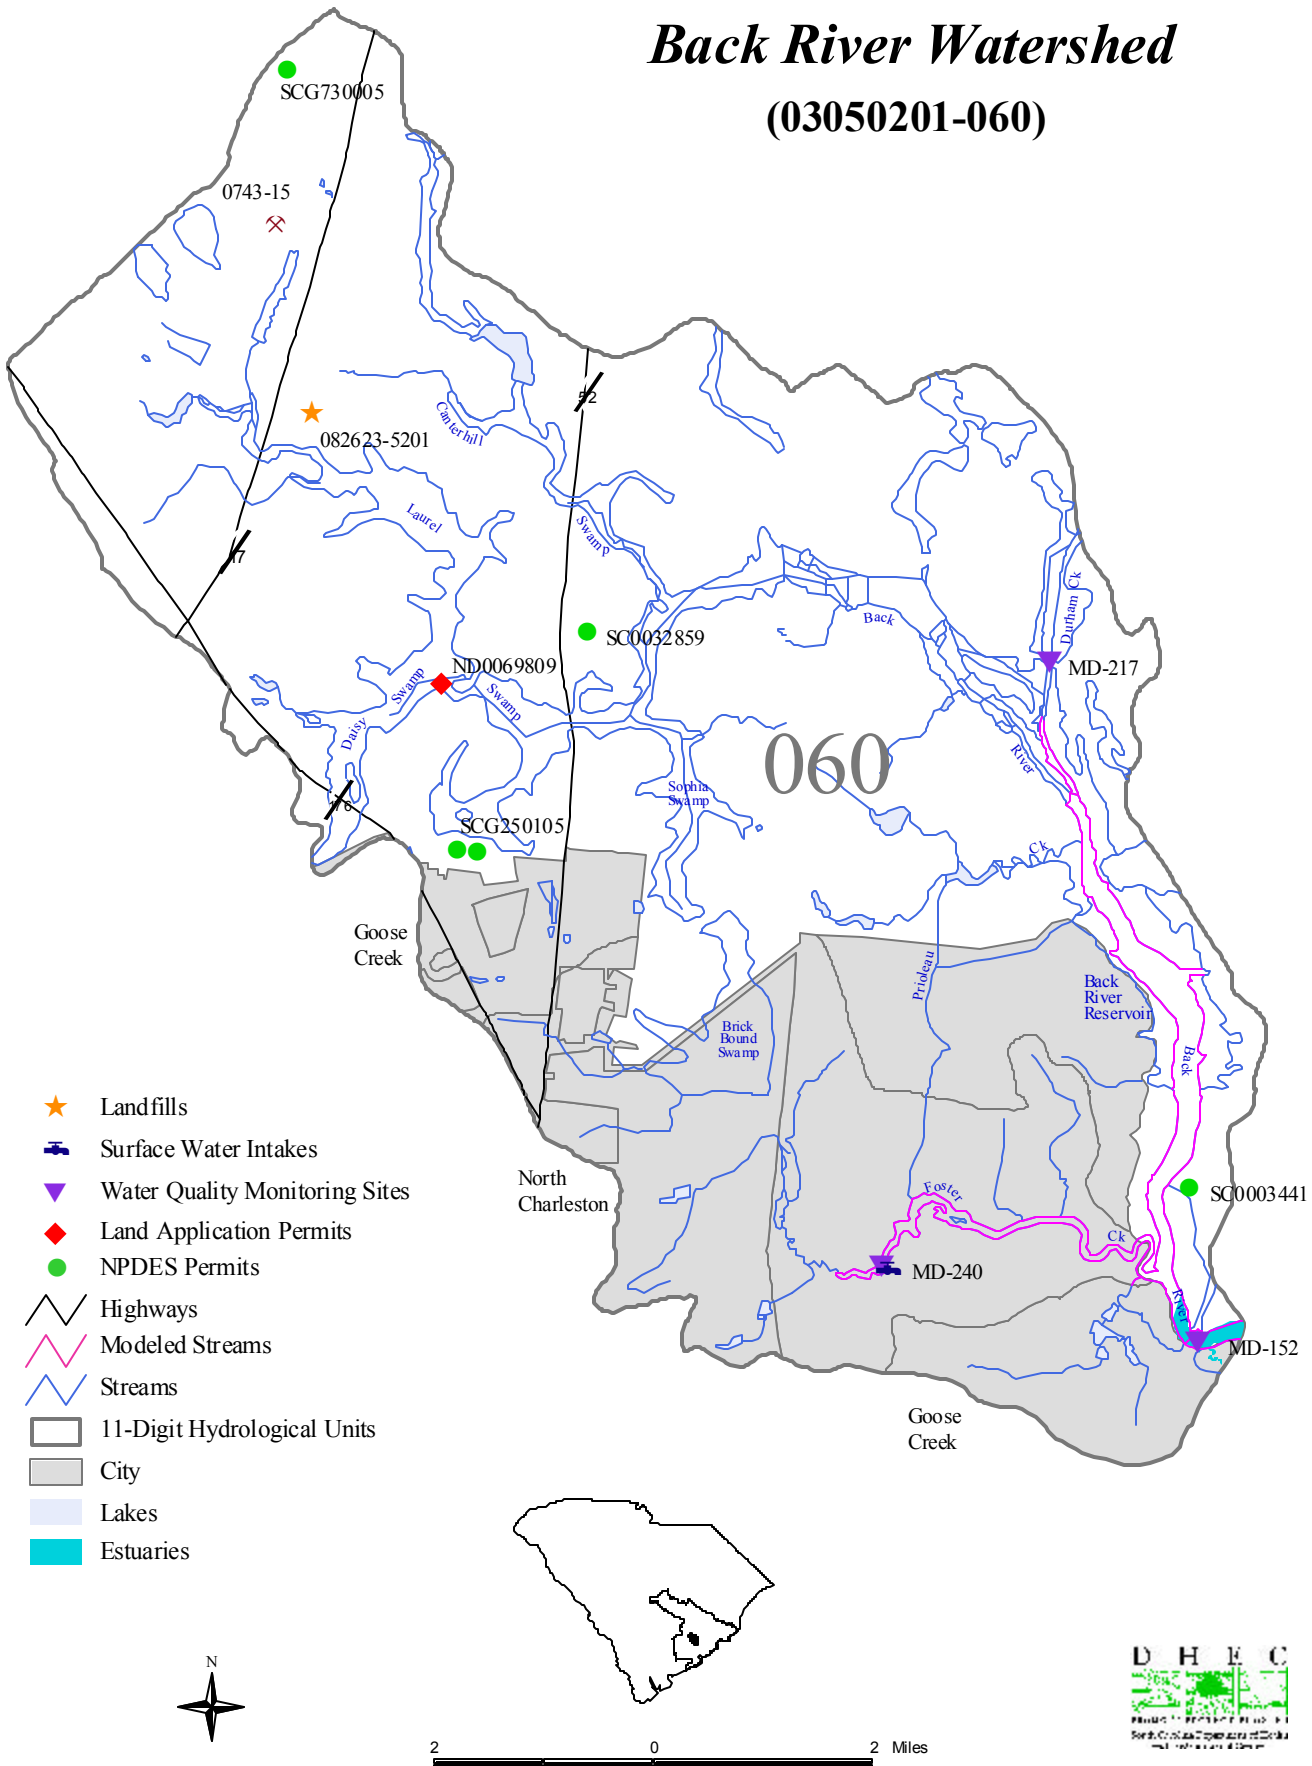 Back River Watershed
(03050201-060)
SCG730005
0743-15
52
082623-5201
Canterhill
Swamp
Laurel
17
Durham Ck
Back
SC0032859
MD-217
ND0069809
Swamp
Swamp
Daisy
River
060
Sophia
Swamp
176
SCG250105
Ck
Goose
Creek
Prioleau
Back
River
Reservoir
Brick
Bound
Swamp
Back
Landfills
Surface Water Intakes
Water Quality Monitoring Sites
Land Application Permits
NPDES Permits
Highways
Modeled Streams
Streams
11-Digit Hydrological Units
City
Lakes
Estuaries
North
Charleston
Foster
SC0003441
Ck
MD-240
River
MD-152
Goose
Creek
N
2 0 2 Miles
D H E C